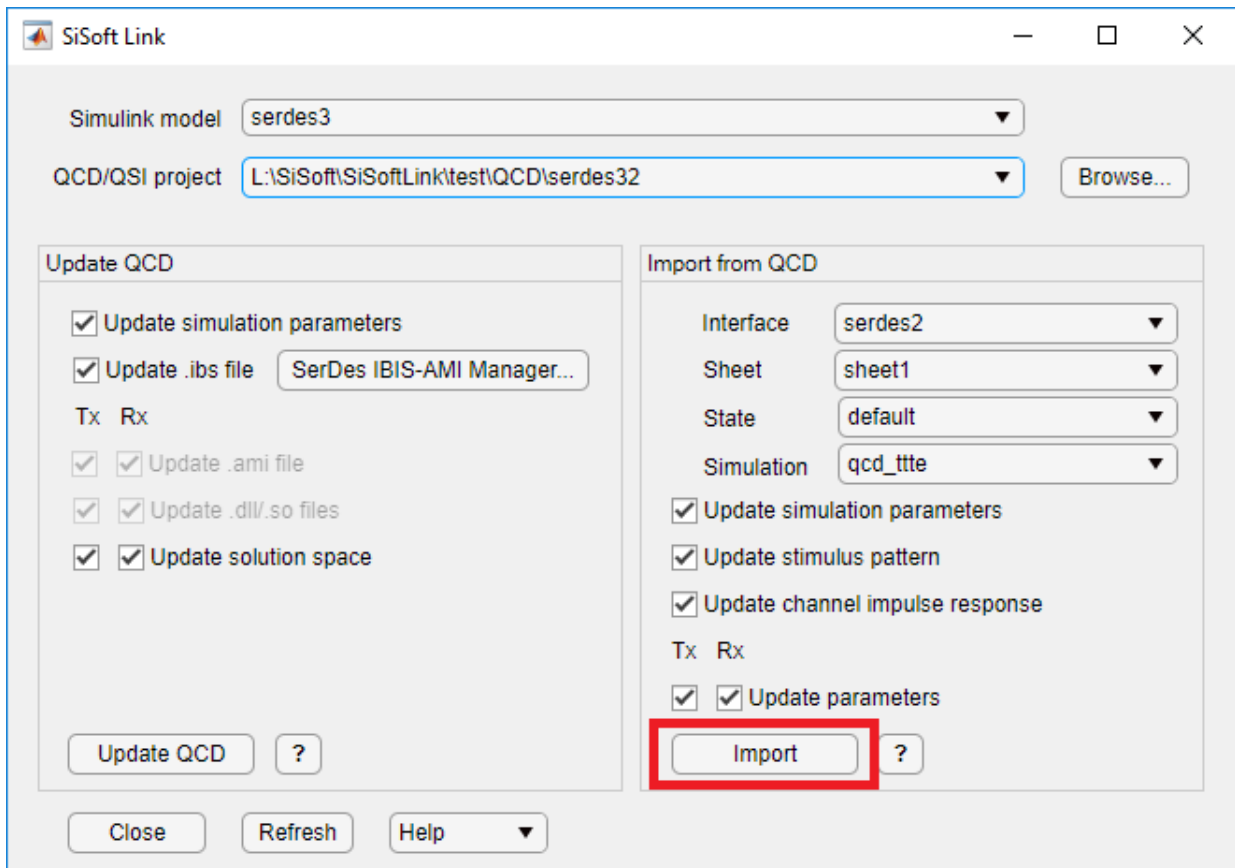 SiSoft Link
Simulink model serdes3
QCD/QSI project L:\SiSoft\SiSoftLink\test\QCD\serdes32 Browse...
Update QCD
Update simulation parameters
Update .ibs file SerDes IBIS-AMI Manager...
Tx Rx
Update .ami file
Update .dll/.so files
Update solution space
Update QCD ?
Import from QCD
Interface serdes2
Sheet sheet1
State default
Simulation qcd_ttte
Update simulation parameters
Update stimulus pattern
Update channel impulse response
Tx Rx
Update parameters
Import ?
Close Refresh Help